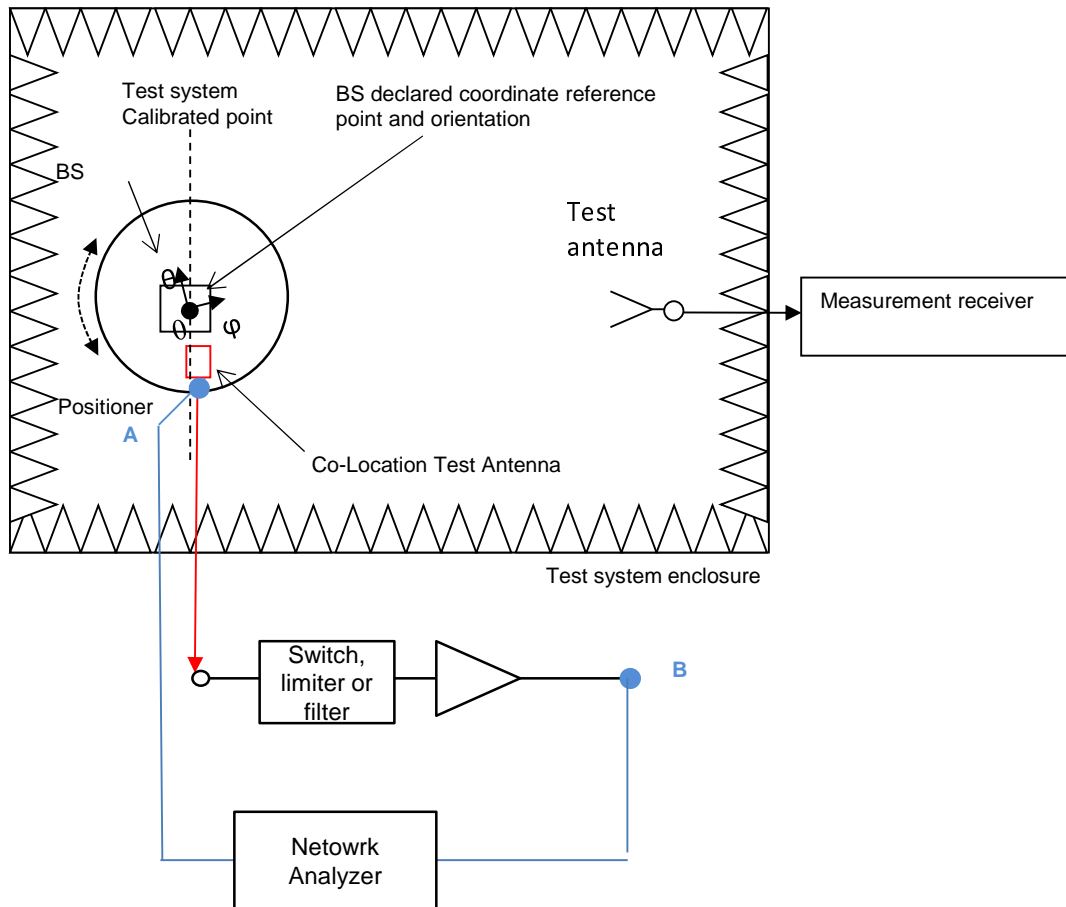 Test system
Calibrated point
BS declared coordinate reference
point and orientation
BS
Test
antenna
θ
θ
φ
Measurement receiver
Positioner
A
Co-Location Test Antenna
Test system enclosure
Switch,
limiter or
filter
B
Netowrk
Analyzer